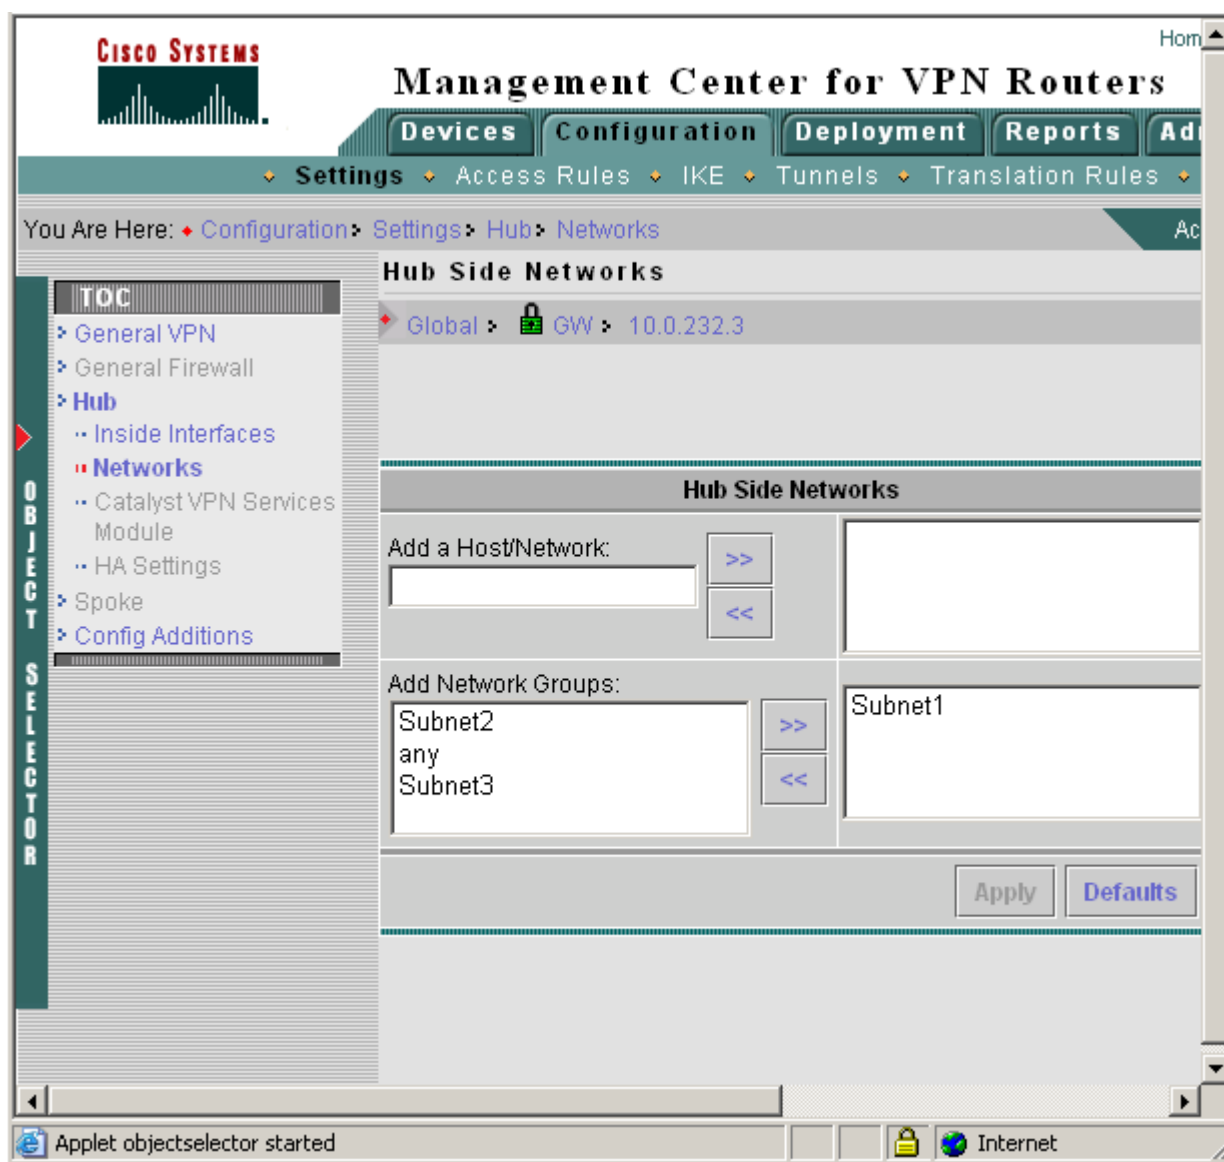 CISCO SYSTEMS
Hom
Management Center for VPN Routers
Devices Configuration Deployment Reports Adı
Settings Access Rules IKE Tunnels Translation Rules
You Are Here: Configuration Settings Hub Networks
Ac
Hub Side Networks
TOC
General VPN
General Firewall
Hub
Inside Interfaces
Networks
Catalyst VPN Services
Module
HA Settings
Spoke
Config Additions
OBJECT SELECTOR
Global GW 10.0.232.3
Hub Side Networks
Add a Host/Network:
>>
<<
Add Network Groups:
Subnet2
any
Subnet3
>>
<<
Subnet1
Apply Defaults
Applet objectselector started
Internet